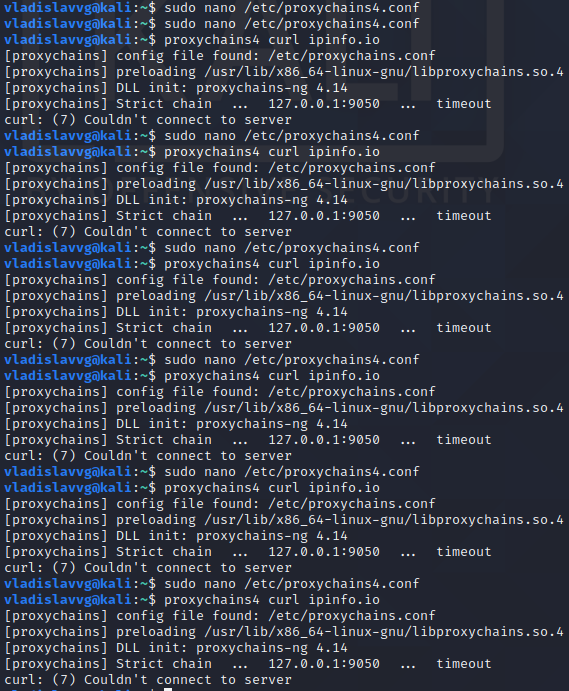 vladislavvg@kali:~$ sudo nano /etc/proxychains4.conf
vladislavvg@kali:~$ sudo nano /etc/proxychains4.conf
vladislavvg@kali:~$ proxychains4 curl ipinfo.io
[proxychains] config file found: /etc/proxychains.conf
[proxychains] preloading /usr/lib/x86_64-linux-gnu/libproxychains.so.4
[proxychains] DLL init: proxychains-ng 4.14
[proxychains] Strict chain  ...  127.0.0.1:9050  ...  timeout
curl: (7) Couldn't connect to server
vladislavvg@kali:~$ sudo nano /etc/proxychains4.conf
vladislavvg@kali:~$ proxychains4 curl ipinfo.io
[proxychains] config file found: /etc/proxychains.conf
[proxychains] preloading /usr/lib/x86_64-linux-gnu/libproxychains.so.4
[proxychains] DLL init: proxychains-ng 4.14
[proxychains] Strict chain  ...  127.0.0.1:9050  ...  timeout
curl: (7) Couldn't connect to server
vladislavvg@kali:~$ sudo nano /etc/proxychains4.conf
vladislavvg@kali:~$ proxychains4 curl ipinfo.io
[proxychains] config file found: /etc/proxychains.conf
[proxychains] preloading /usr/lib/x86_64-linux-gnu/libproxychains.so.4
[proxychains] DLL init: proxychains-ng 4.14
[proxychains] Strict chain  ...  127.0.0.1:9050  ...  timeout
curl: (7) Couldn't connect to server
vladislavvg@kali:~$ sudo nano /etc/proxychains4.conf
vladislavvg@kali:~$ proxychains4 curl ipinfo.io
[proxychains] config file found: /etc/proxychains.conf
[proxychains] preloading /usr/lib/x86_64-linux-gnu/libproxychains.so.4
[proxychains] DLL init: proxychains-ng 4.14
[proxychains] Strict chain  ...  127.0.0.1:9050  ...  timeout
curl: (7) Couldn't connect to server
vladislavvg@kali:~$ sudo nano /etc/proxychains4.conf
vladislavvg@kali:~$ proxychains4 curl ipinfo.io
[proxychains] config file found: /etc/proxychains.conf
[proxychains] preloading /usr/lib/x86_64-linux-gnu/libproxychains.so.4
[proxychains] DLL init: proxychains-ng 4.14
[proxychains] Strict chain  ...  127.0.0.1:9050  ...  timeout
curl: (7) Couldn't connect to server
vladislavvg@kali:~$ sudo nano /etc/proxychains4.conf
vladislavvg@kali:~$ proxychains4 curl ipinfo.io
[proxychains] config file found: /etc/proxychains.conf
[proxychains] preloading /usr/lib/x86_64-linux-gnu/libproxychains.so.4
[proxychains] DLL init: proxychains-ng 4.14
[proxychains] Strict chain  ...  127.0.0.1:9050  ...  timeout
curl: (7) Couldn't connect to server